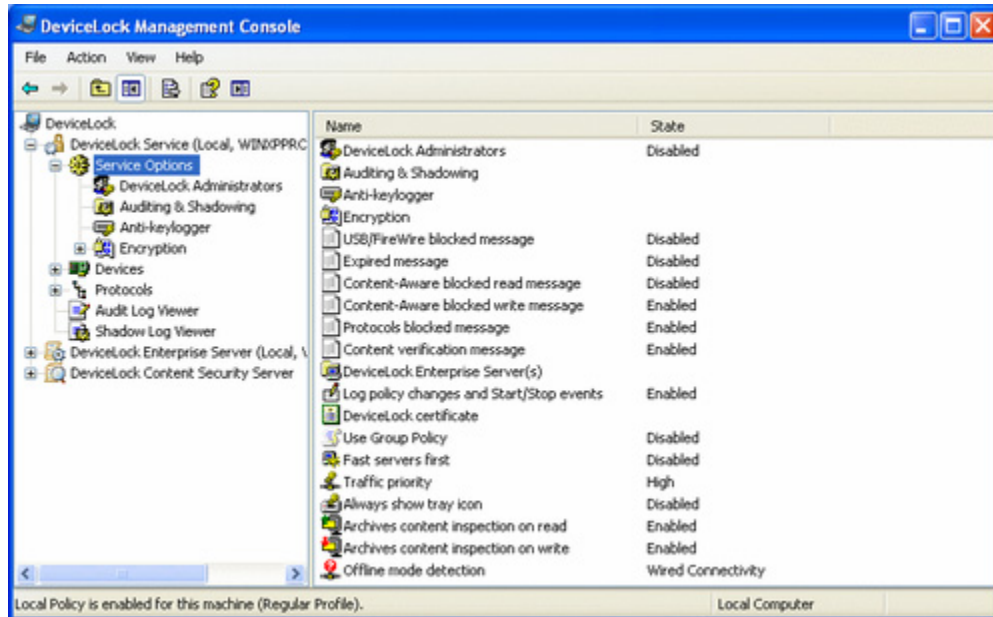 DeviceLock Management Console
File Action View Help
DeviceLock
DeviceLock Service (Local, WINXPPRC
Service Options
DeviceLock Administrators
Auditing & Shadowing
Anti-keylogger
Encryption
Devices
Protocols
Audit Log Viewer
Shadow Log Viewer
DeviceLock Enterprise Server (Local, \
DeviceLock Content Security Server
Name State
DeviceLock Administrators Disabled
Auditing & Shadowing
Anti-keylogger
Encryption
USB/FireWire blocked message Disabled
Expired message Disabled
Content-Aware blocked read message Disabled
Content-Aware blocked write message Enabled
Protocols blocked message Enabled
Content verification message Enabled
DeviceLock Enterprise Server(s)
Log policy changes and Start/Stop events Enabled
DeviceLock certificate
Use Group Policy Disabled
Fast servers first Disabled
Traffic priority High
Always show tray icon Disabled
Archives content inspection on read Enabled
Archives content inspection on write Enabled
Offline mode detection Wired Connectivity
Local Policy is enabled for this machine (Regular Profile). Local Computer